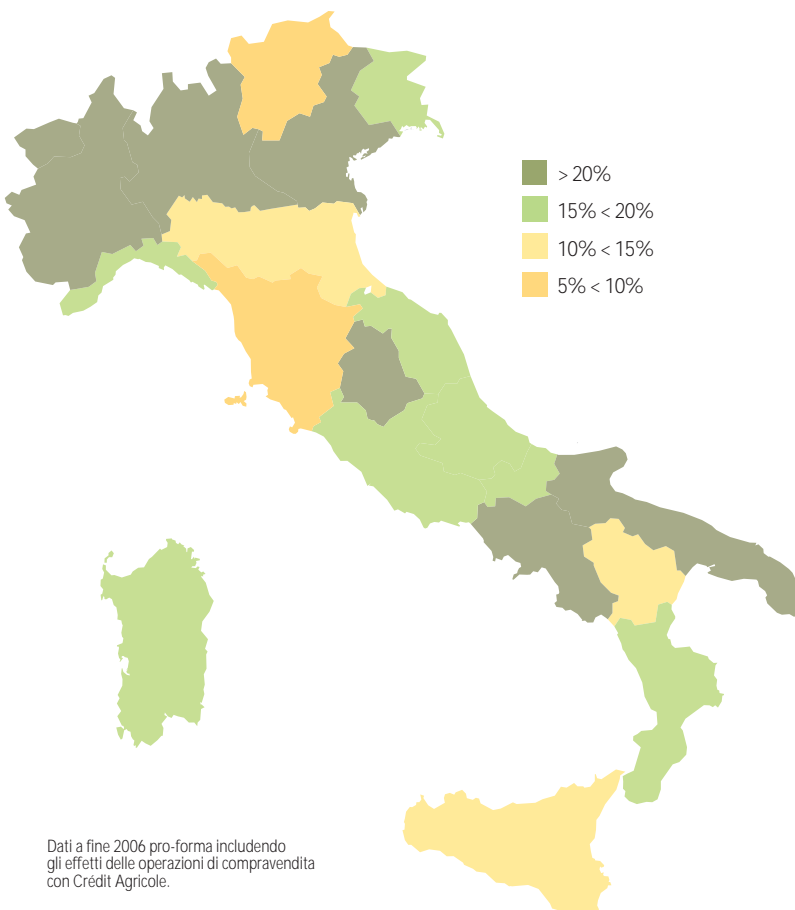 > 20%
15% < 20%
10% < 15%
5% < 10%
Dati a fine 2006 pro-forma includendo
gli effetti delle operazioni di compravendita
con Crédit Agricole.